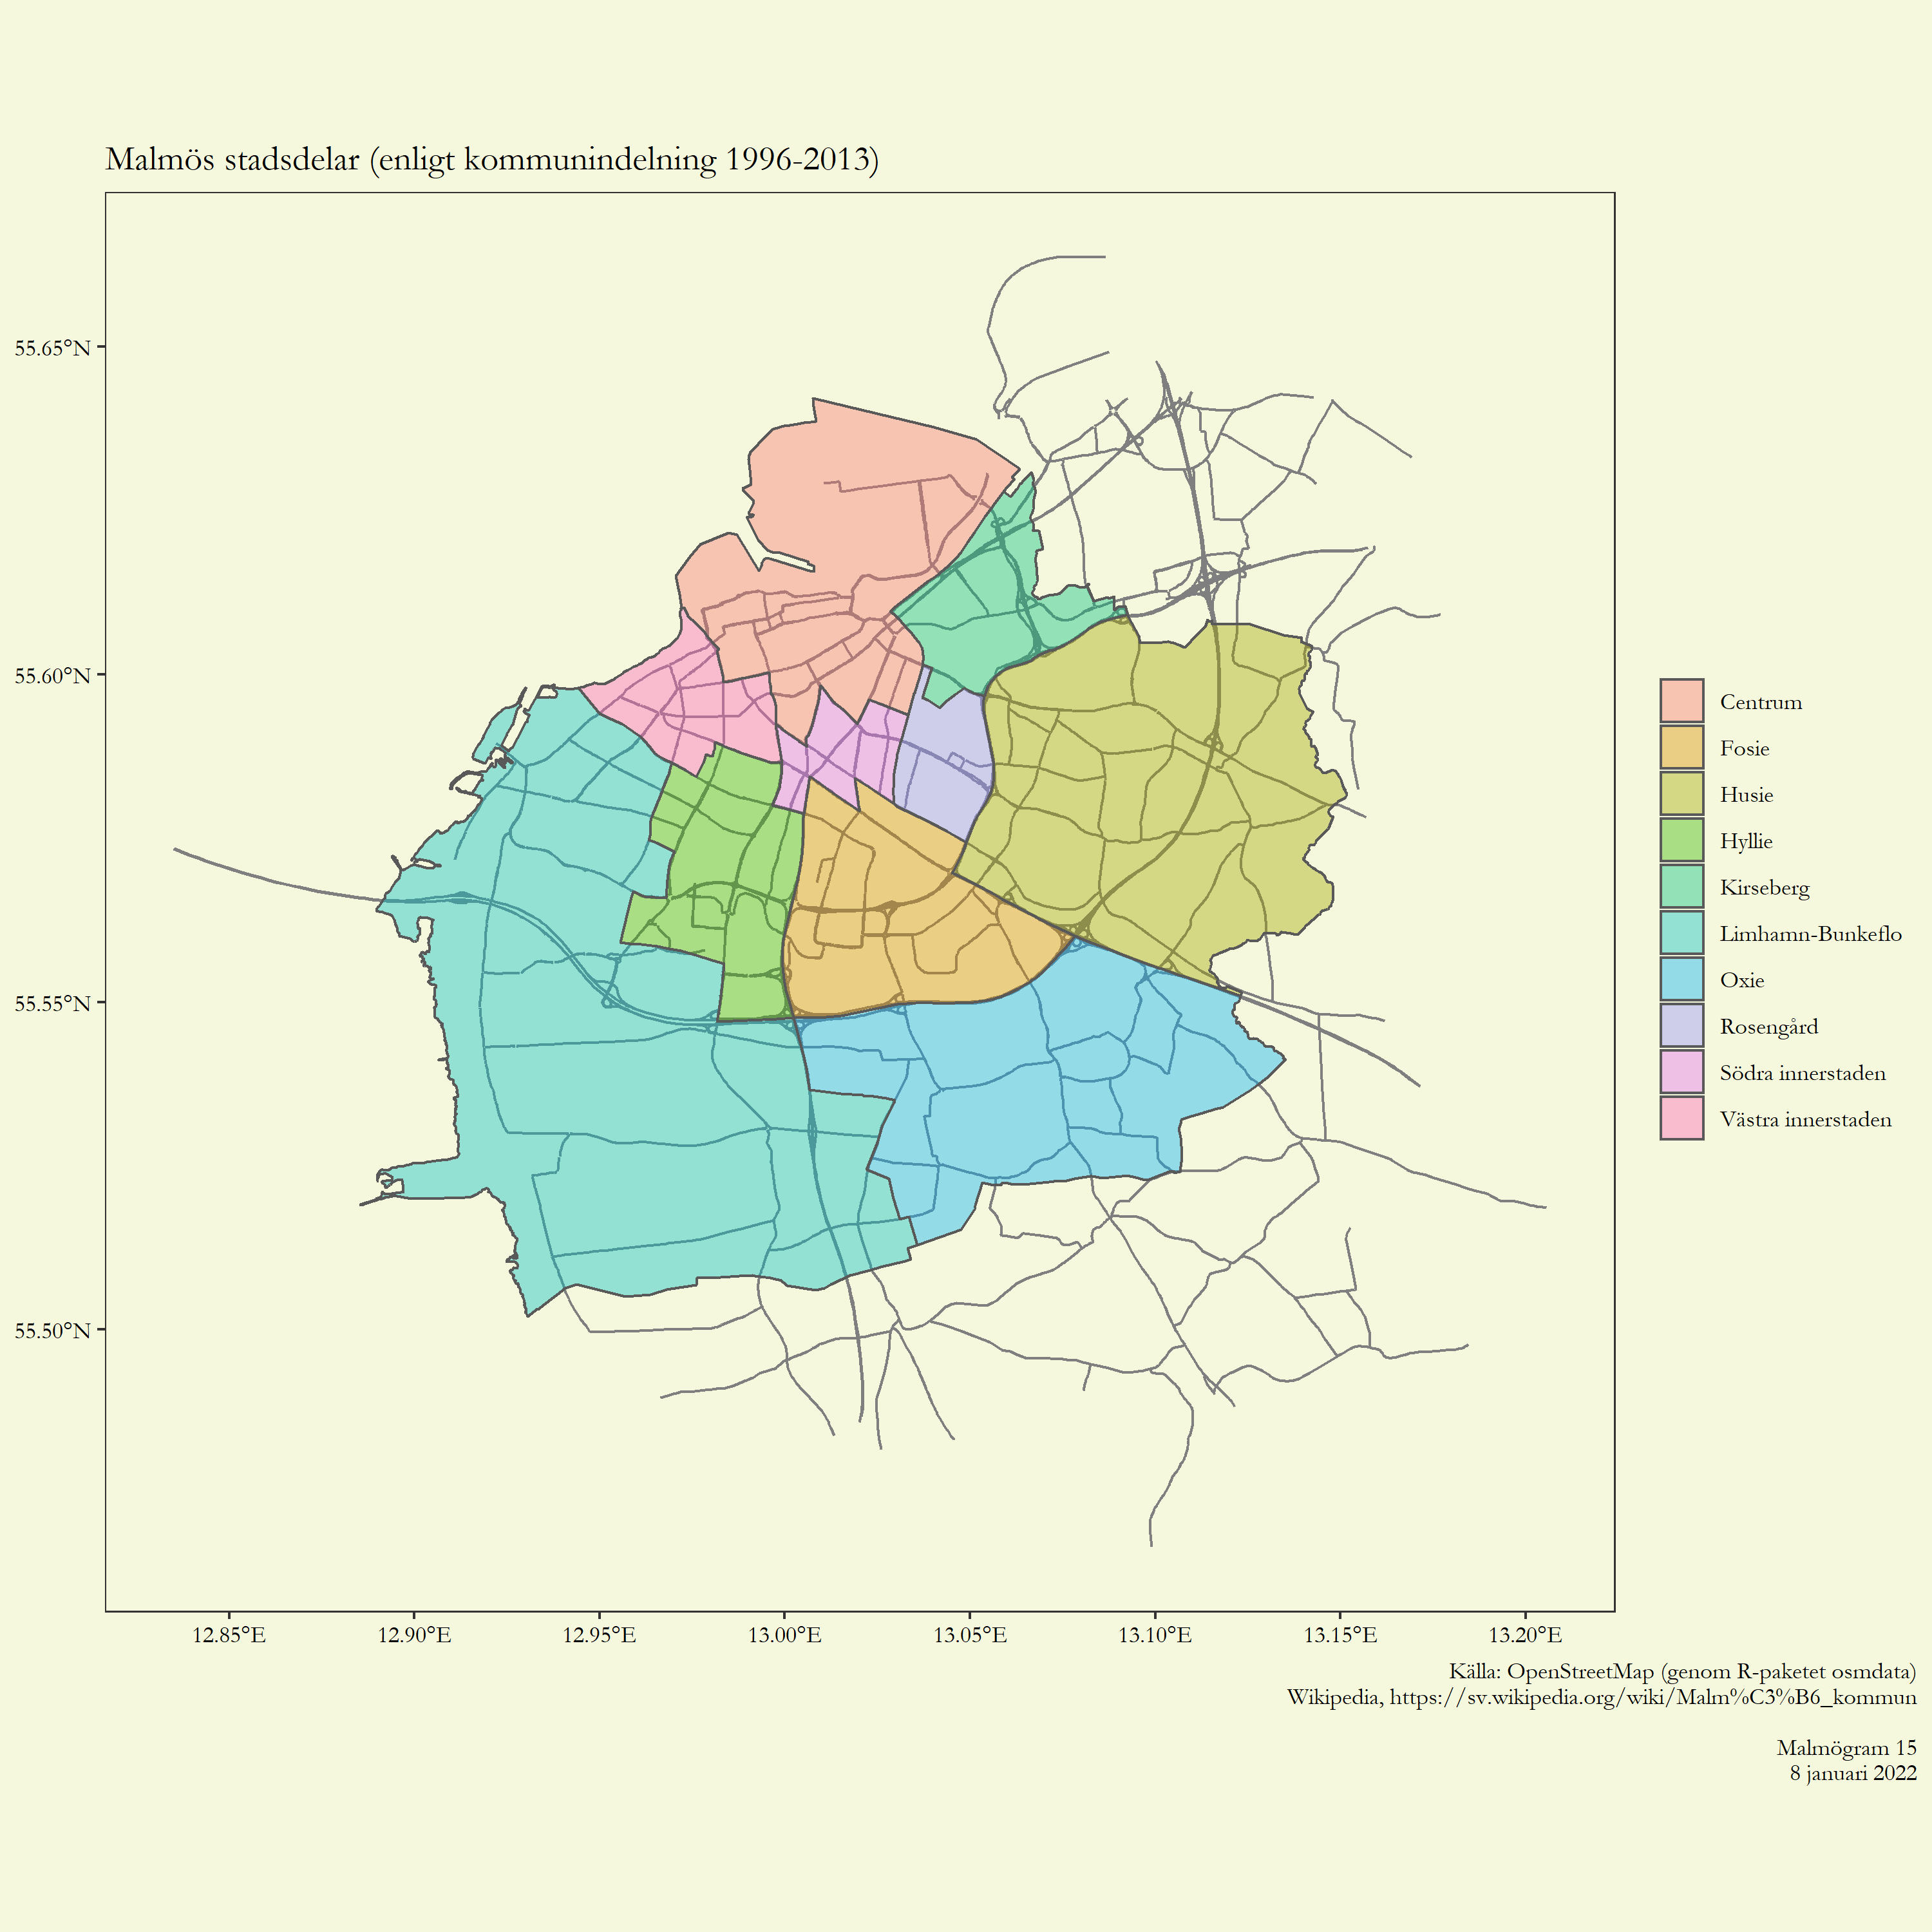 Malmös stadsdelar (enligt kommunindelning 1996-2013)
55.65°N
55.60°N
55.55°N
55.50°N
12.85°E
12.90°E
12.95°E
13.00°E
13.05°E
13.10°E
13.15°E
13.20°E
Centrum
Fosie
Husie
Hyllie
Kirseberg
Limhamn-Bunkeflo
Oxie
Rosengård
Södra innerstaden
Västra innerstaden
Källa: OpenStreetMap (genom R-paketet osmdata)
Wikipedia, https://sv.wikipedia.org/wiki/Malm%C3%B6_kommun
Malmögram 15
8 januari 2022